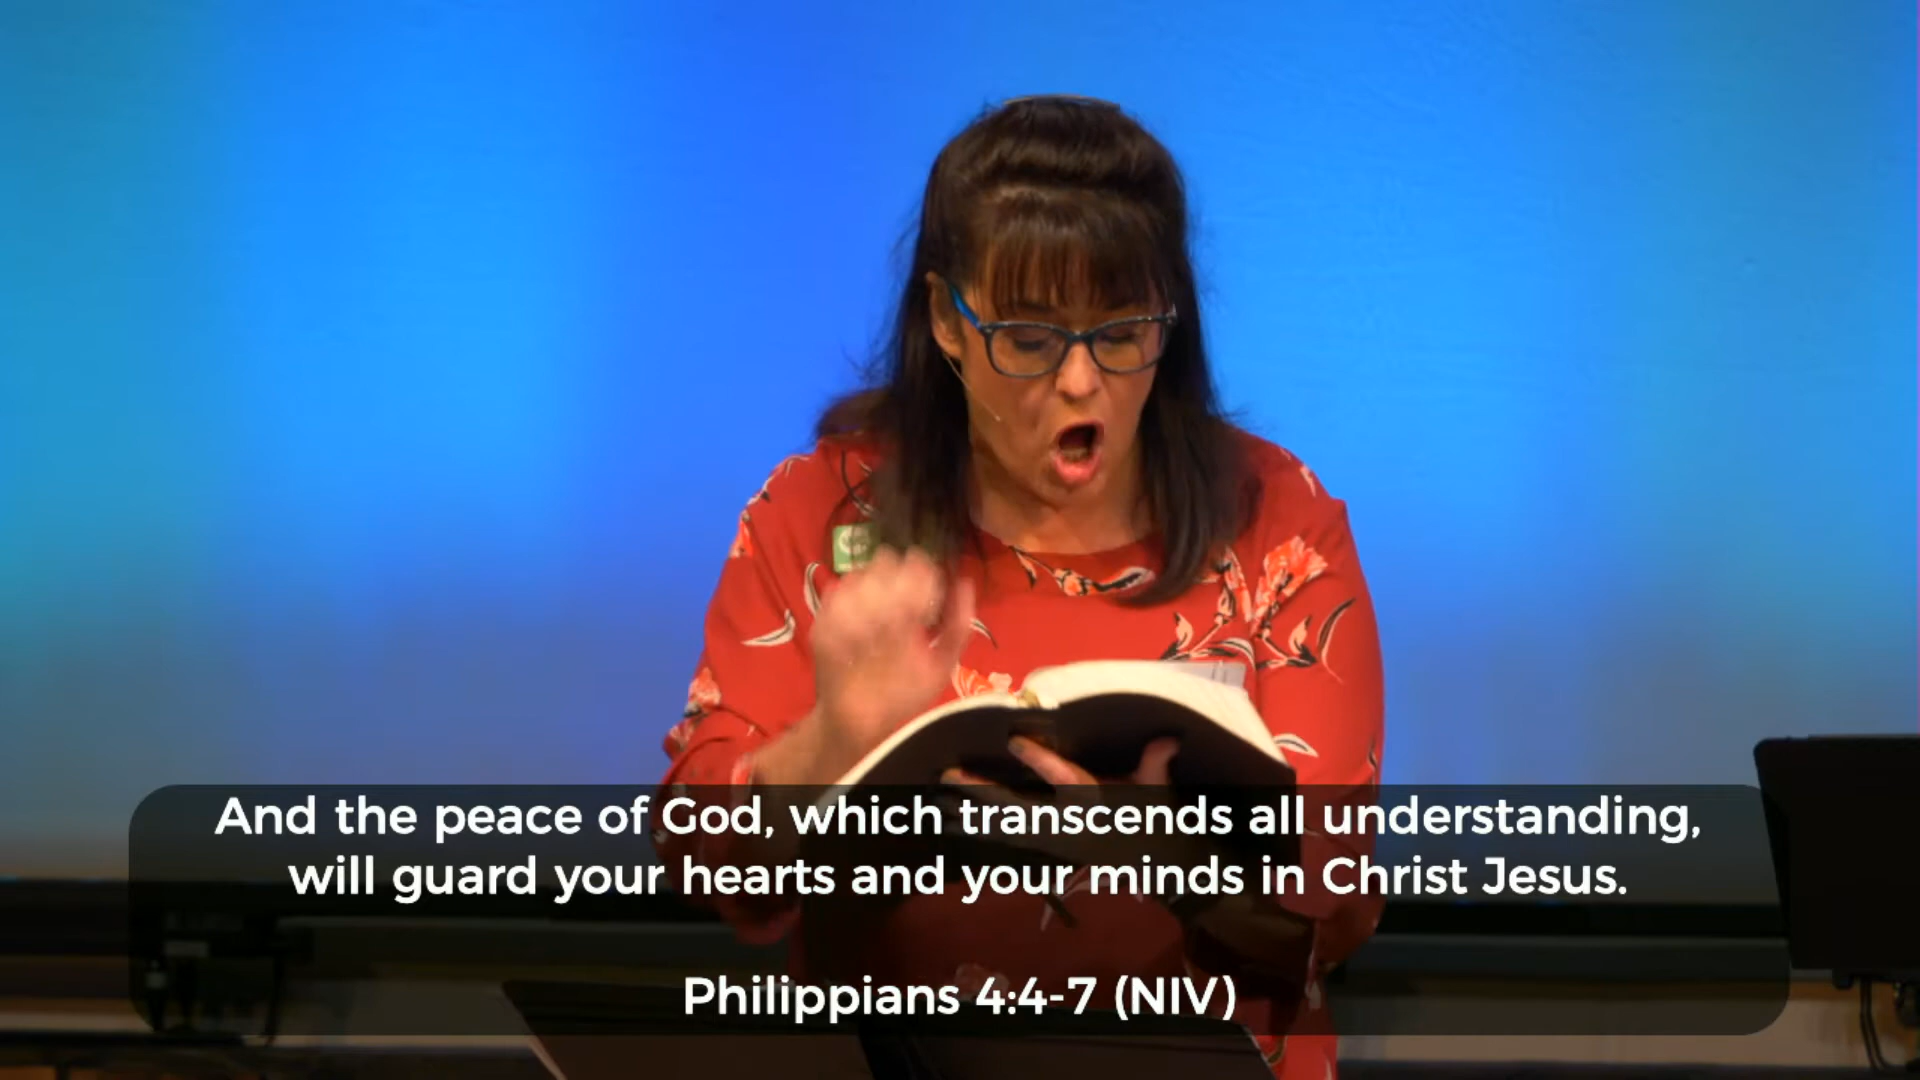 And the peace of God, which transcends all understanding,
will guard your hearts and your minds in Christ Jesus.
Philippians 4:4-7 (NIV)